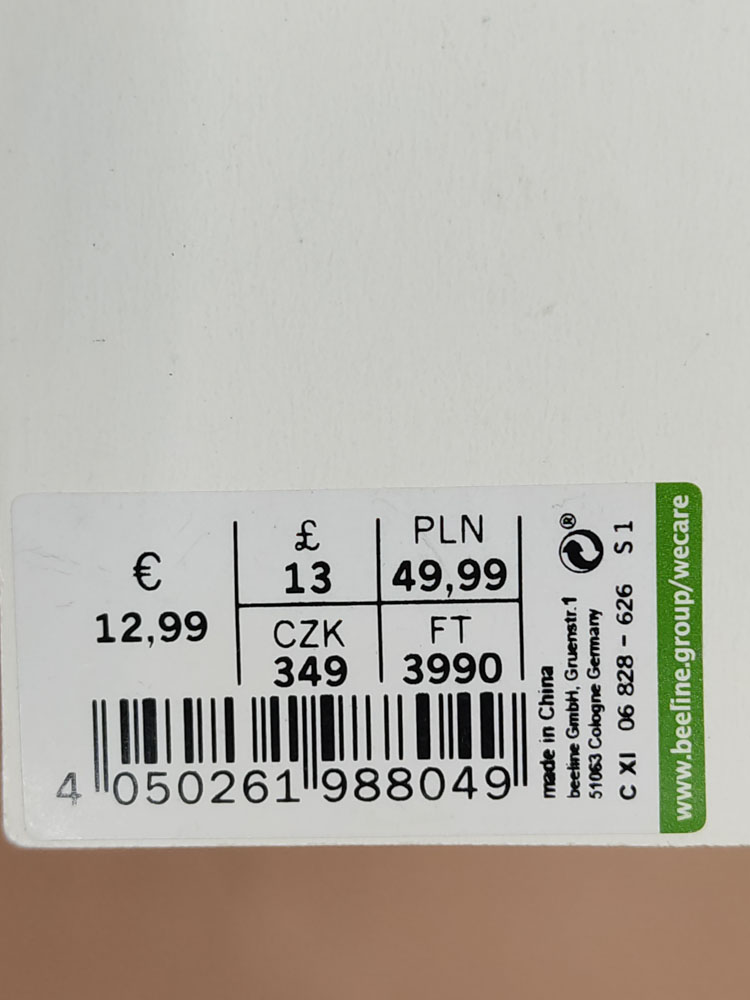 €
12,99
£
13
PLN
49,99
CZK
349
FT
3990
4 050261 988049
made in China
beeline GmbH, Gruenstr.1
51063 Cologne Germany
®
C XI 06 828 - 626 S1
www.beeline.group/wecare